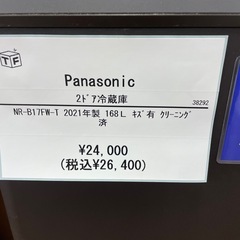 TF
Panasonic
2ﾄﾞｱ冷蔵庫
38292
NR-B17FW-T 2021年製 168L ｷｽﾞ有 ｸﾘｰﾆﾝｸﾞ
済
¥24,000
(税込¥26,400)